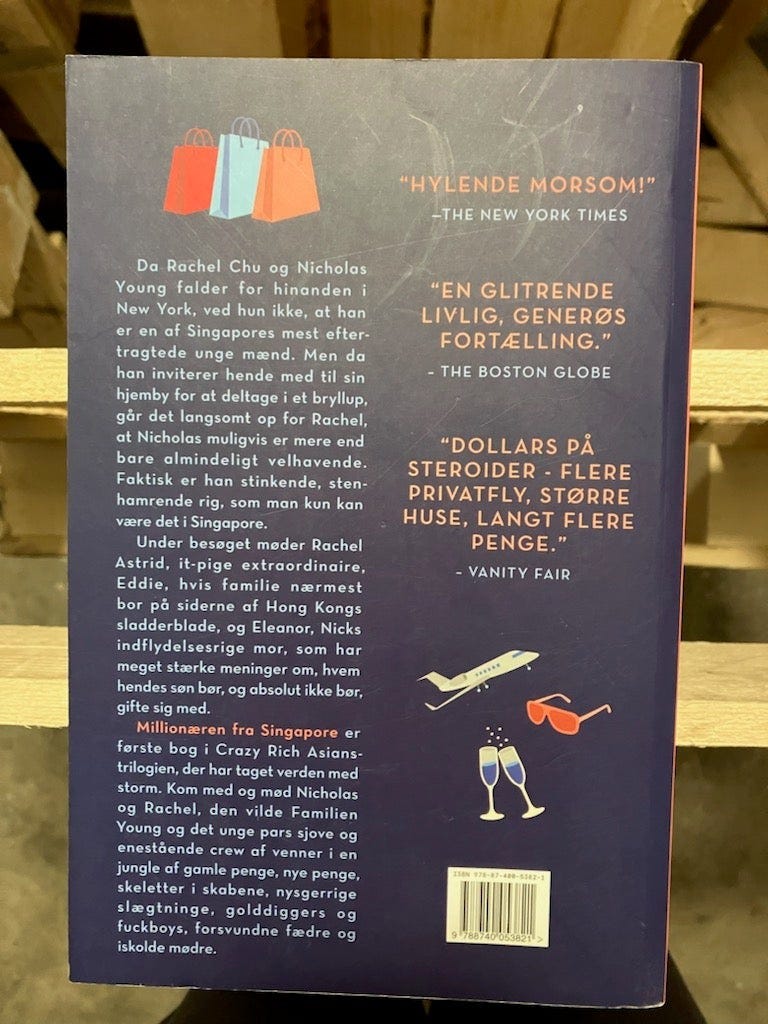 Da Rachel Chu og Nicholas
Young falder for hinanden i
New York, ved hun ikke, at han
er en af Singapores mest efter-
tragtede unge mænd. Men da
han inviterer hende med til sin
hjemby for at deltage i et bryllup,
går det langsomt op for Rachel,
at Nicholas muligvis er mere end
bare almindeligt velhavende.
Faktisk er han stinkende, sten-
hamrende rig, som man kun kan
være det i Singapore.
Under besøget møder Rachel
Astrid, it-pige extraordinaire,
Eddie, hvis familie nærmest
bor på siderne af Hong Kongs
sladderblade, og Eleanor, Nicks
indflydelsesrige mor, som har
meget stærke meninger om, hvem
hendes søn bør, og absolut ikke bør,
gifte sig med.
Millionæren fra Singapore er
første bog i Crazy Rich Asians-
trilogien, der har taget verden med
storm. Kom med og mød Nicholas
og Rachel, den vilde Familien
Young og det unge pars sjove og
enestående crew af venner i en
jungle af gamle penge, nye penge,
skeletter i skabene, nysgerrige
slægtninge, golddiggers og
fuckboys, forsvundne fædre og
iskolde mødre.
“HYLENDE MORSOM!”
—THE NEW YORK TIMES
“EN GLITRENDE
LIVLIG, GENERØS
FORTÆLLING.”
– THE BOSTON GLOBE
“DOLLARS PÅ
STEROIDER - FLERE
PRIVATFLY, STØRRE
HUSE, LANGT FLERE
PENGE.”
– VANITY FAIR
ISBN 978-87-400-5382-1
9 788740 053821 >